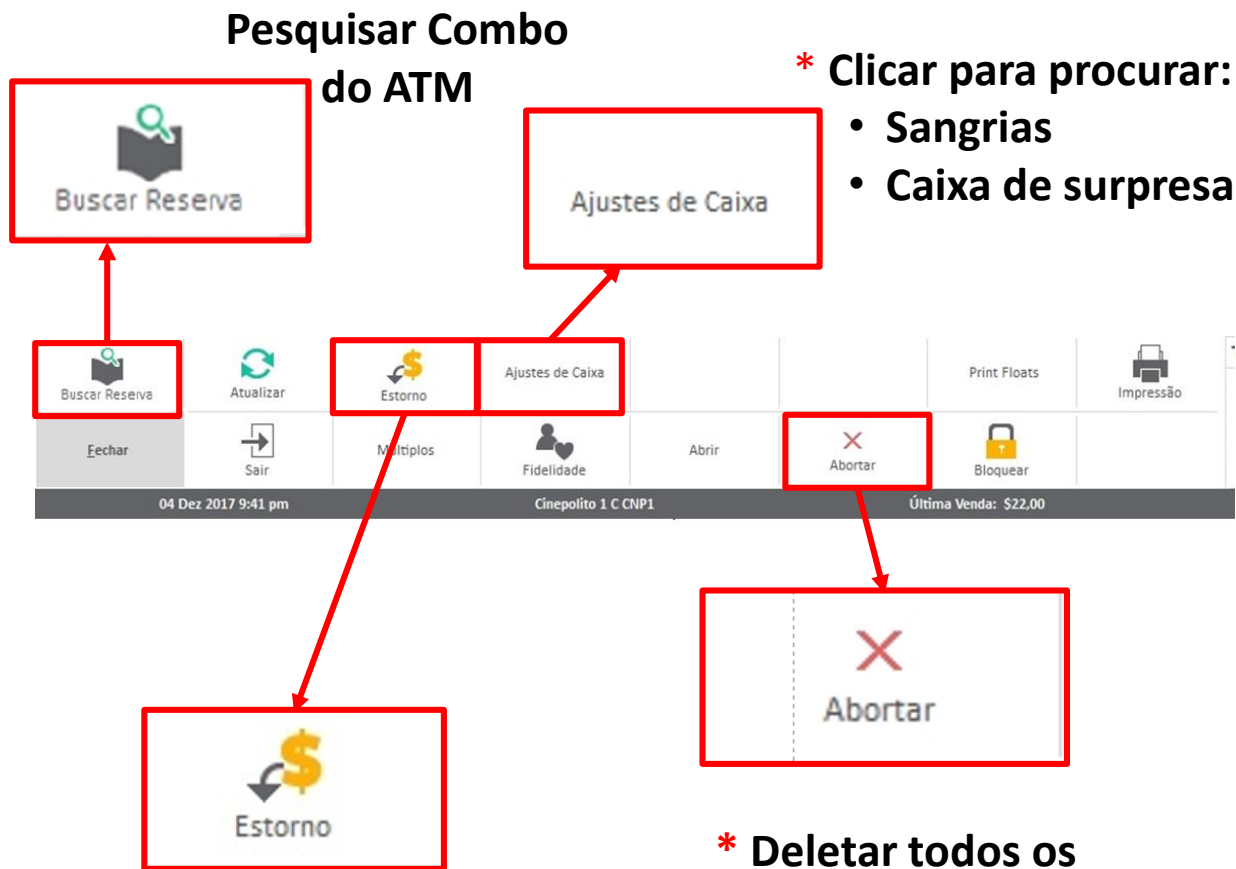 Pesquisar Combo
do ATM
* Clicar para procurar:
• Sangrias
• Caixa de surpresa
Buscar Reserva
Ajustes de Caixa
Buscar Reserva
Atualizar
Estorno
Ajustes de Caixa
Print Floats
Impressão
Fechar
Sair
Múltiplos
Fidelidade
Abrir
Abortar
Bloquear
04 Dez 2017 9:41 pm
Cinepolito 1 C CNP1
Última Venda: $22,00
Abortar
Estorno
* Deletar todos os